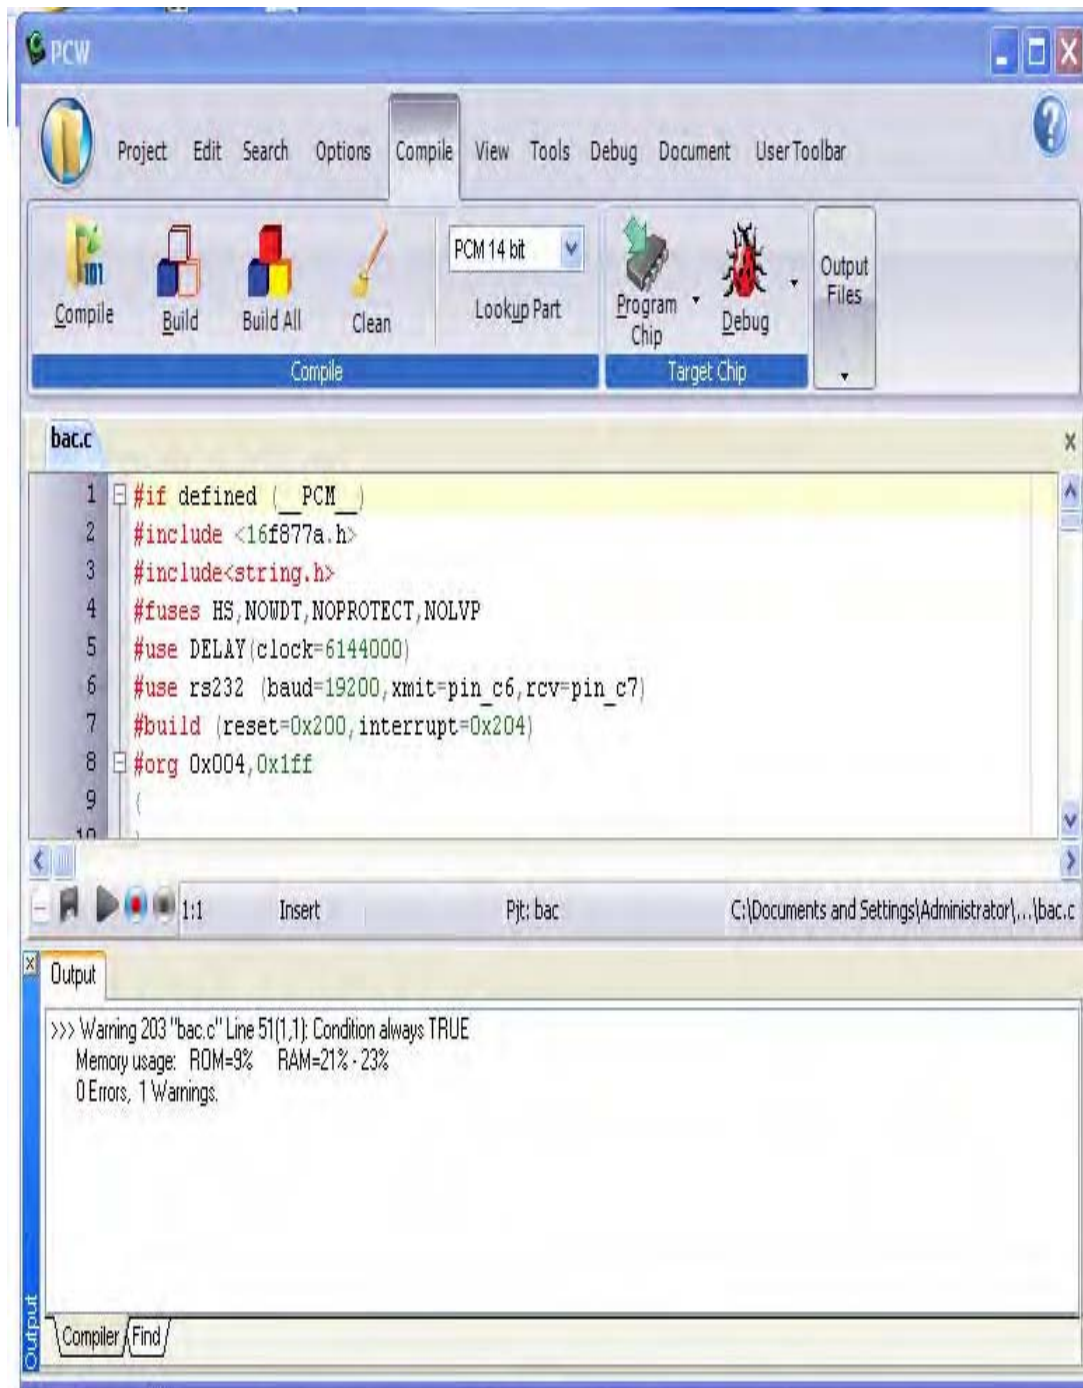 PCW
Project Edit Search Options Compile View Tools Debug Document User Toolbar
101
Compile Build Build All Clean
PCM 14 bit
Lookup Part
Program Chip
Debug
Output Files
Compile
Target Chip
bac.c
1 #if defined (__PCM__)
2 #include <16f877a.h>
3 #include<string.h>
4 #fuses HS,NOWDT,NOPROTECT,NOLVP
5 #use DELAY(clock=6144000)
6 #use rs232 (baud=19200,xmit=pin_c6,rcv=pin_c7)
7 #build (reset=0x200,interrupt=0x204)
8 #org 0x004,0x1ff
9 {
10 }
1:1 Insert Pjt: bac C:\Documents and Settings\Administrator\...\bac.c
Output
>>> Warning 203 "bac.c" Line 51(1,1): Condition always TRUE
Memory usage: ROM=9% RAM=21% - 23%
0 Errors, 1 Warnings.
Compiler Find
Output